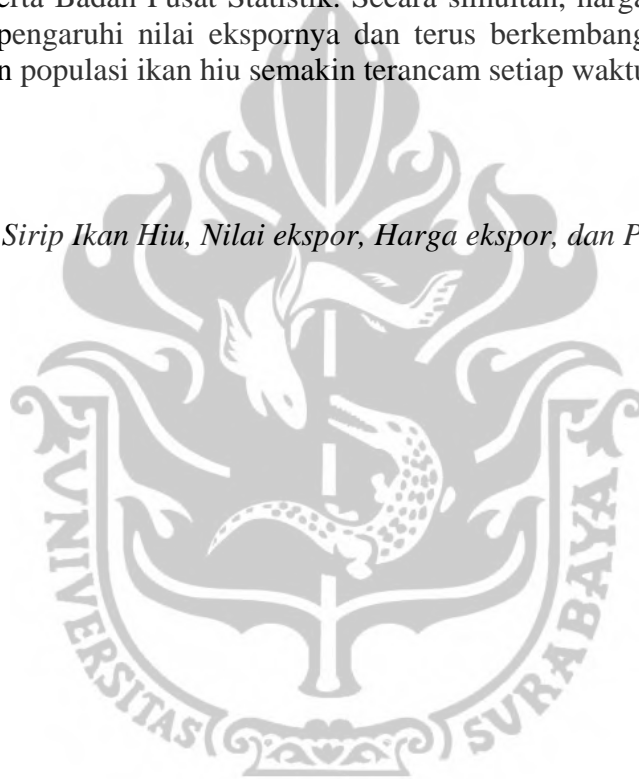 erta Badan Pusat Statistik. Secara simultan, harga
pengaruhi nilai ekspornya dan terus berkembang
n populasi ikan hiu semakin terancam setiap waktu
Sirip Ikan Hiu, Nilai ekspor, Harga ekspor, dan P
UNIVERSITAS SURABAYA